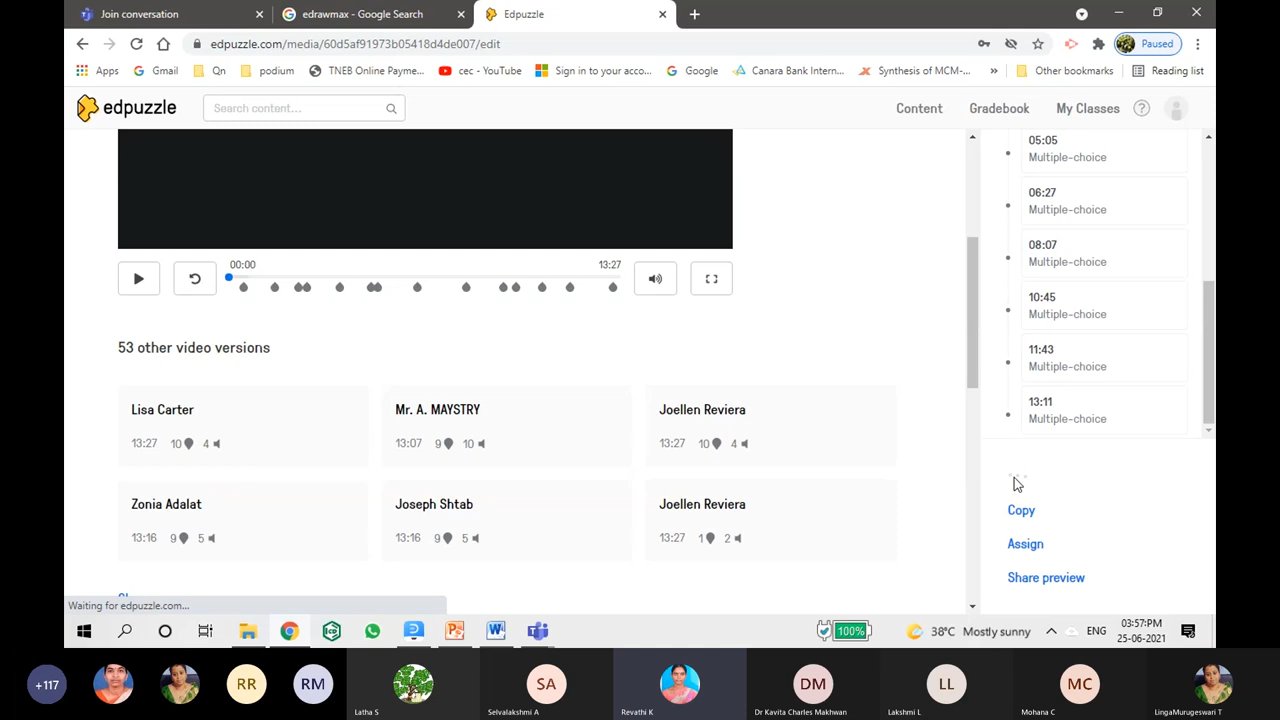 Join conversation
edrawmax - Google Search
Edpuzzle
edpuzzle.com/media/60d5af91973b05418d4de007/edit
Paused
Apps
Gmail
Qn
podium
TNEB Online Payme...
cec - YouTube
Sign in to your acco...
Google
Canara Bank Intern...
Synthesis of MCM-...
»
Other bookmarks
Reading list
edpuzzle
Search content...
Content
Gradebook
My Classes
?
00:00
13:27
53 other video versions
Lisa Carter
13:27 10 4
Mr. A. MAYSTRY
13:07 9 10
Joellen Reviera
13:27 10 4
Zonia Adalat
13:16 9 5
Joseph Shtab
13:16 9 5
Joellen Reviera
13:27 1 2
05:05
Multiple-choice
06:27
Multiple-choice
08:07
Multiple-choice
10:45
Multiple-choice
11:43
Multiple-choice
13:11
Multiple-choice
Copy
Assign
Share preview
Waiting for edpuzzle.com...
100%
38°C Mostly sunny
ENG
03:57:PM
25-06-2021
+117
RR
RM
Latha S
SA
Selvalakshmi A
Revathi K
DM
Dr Kavita Charles Makhwan
LL
Lakshmi L
MC
Mohana C
LingaMurugeswari T